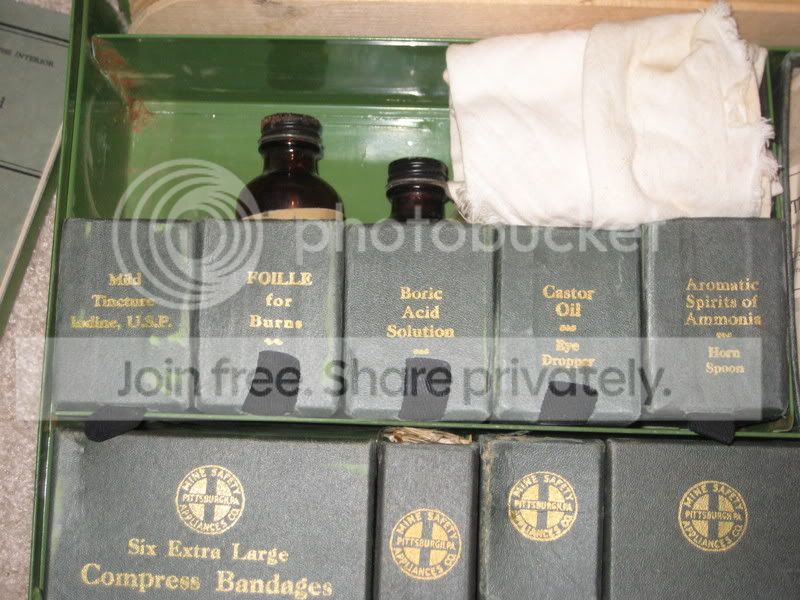 INTERIOR
Mild
Tincture
Iodine, U.S.P.
FOILLE
for
Burns
Boric
Acid
Solution
Castor
Oil
Eye
Dropper
Aromatic
Spirits of
Ammonia
Horn
Spoon
photobucket
Join free. Share privately.
MINE SAFETY
PITTSBURGH, PA.
APPLIANCES CO.
Six Extra Large
Compress Bandages
MINE SAFETY
PITTSBURGH, PA.
APPLIANCES CO.
MINE SAFETY
PITTSBURGH, PA.
APPLIANCES CO.
MINE SAFETY
PITTSBURGH, PA.
APPLIANCES CO.